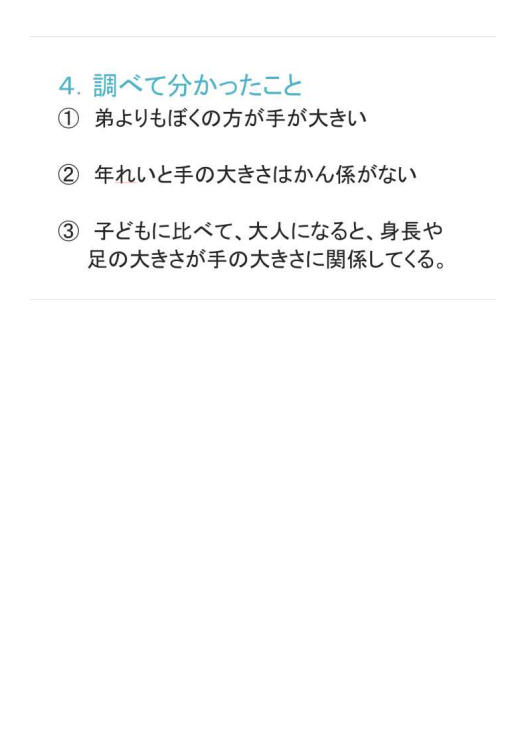 4. 調べて分かったこと
① 弟よりもぼくの方が手が大きい
② 年れいと手の大きさはかん係がない
③ 子どもに比べて、大人になると、身長や
足の大きさが手の大きさに関係してくる。